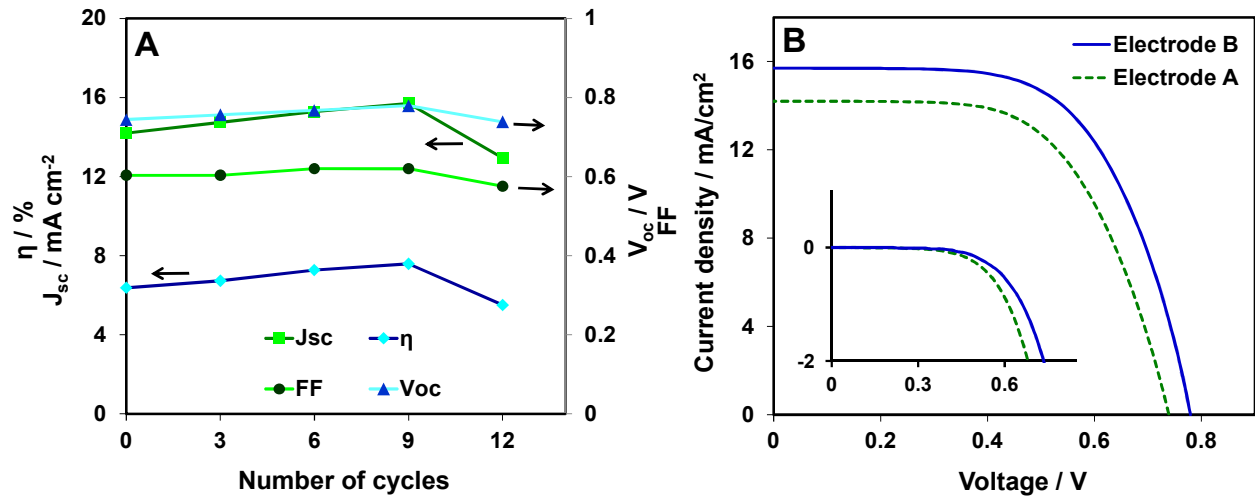 A
20
16
12
8
4
0
0
3
6
9
12
1
0.8
0.6
0.4
0.2
0
η / %
Jsc / mA cm-2
Voc / V
FF
Number of cycles
Jsc
η
FF
Voc
B
Electrode B
Electrode A
16
12
8
4
0
0
0.2
0.4
0.6
0.8
Current density / mA/cm2
Voltage / V
0
-2
0
0.3
0.6